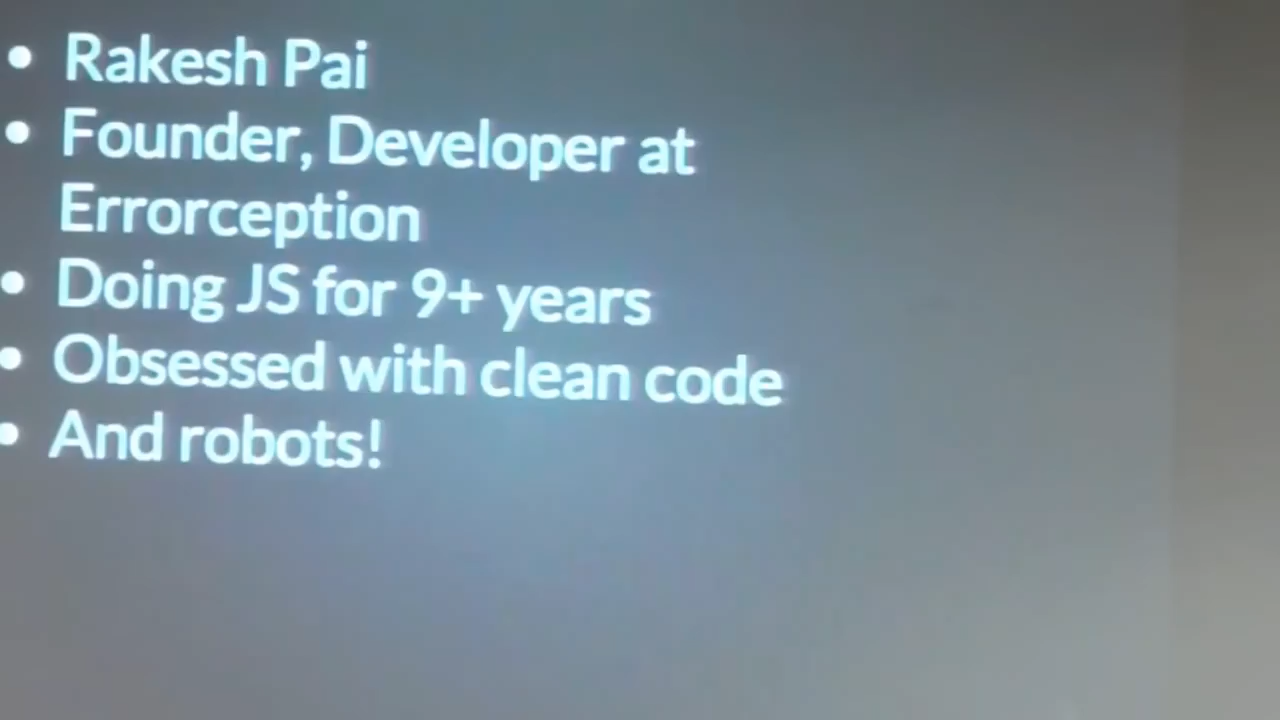 • Rakesh Pai
• Founder, Developer at
Errorception
• Doing JS for 9+ years
• Obsessed with clean code
• And robots!